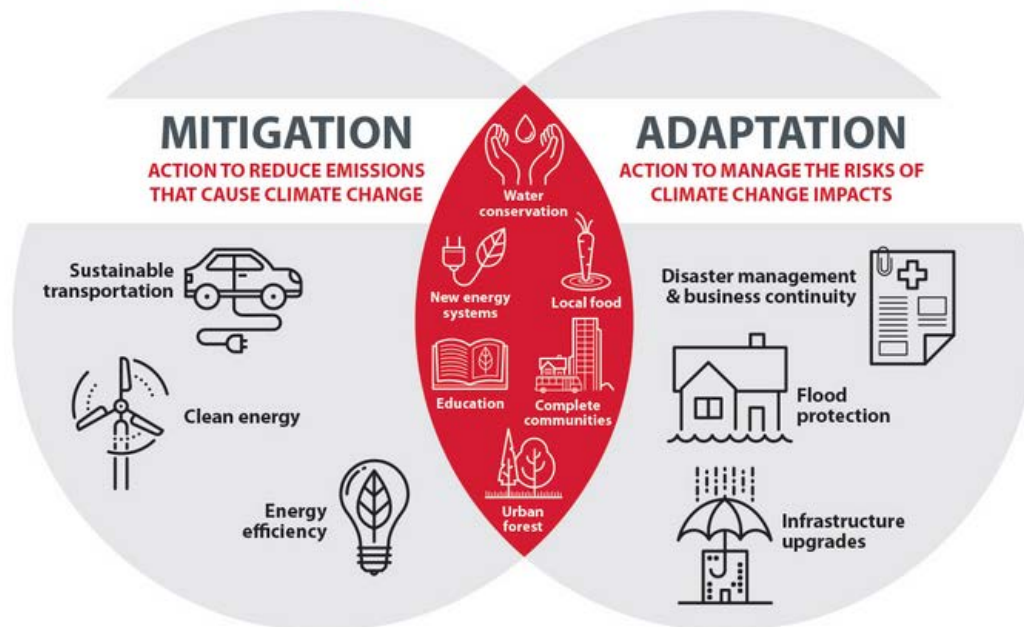 MITIGATION
ACTION TO REDUCE EMISSIONS
THAT CAUSE CLIMATE CHANGE
Sustainable
transportation
Clean energy
Energy
efficiency
Water
conservation
New energy
systems
Local food
Education
Complete
communities
Urban
forest
ADAPTATION
ACTION TO MANAGE THE RISKS OF
CLIMATE CHANGE IMPACTS
Disaster management
& business continuity
Flood
protection
Infrastructure
upgrades